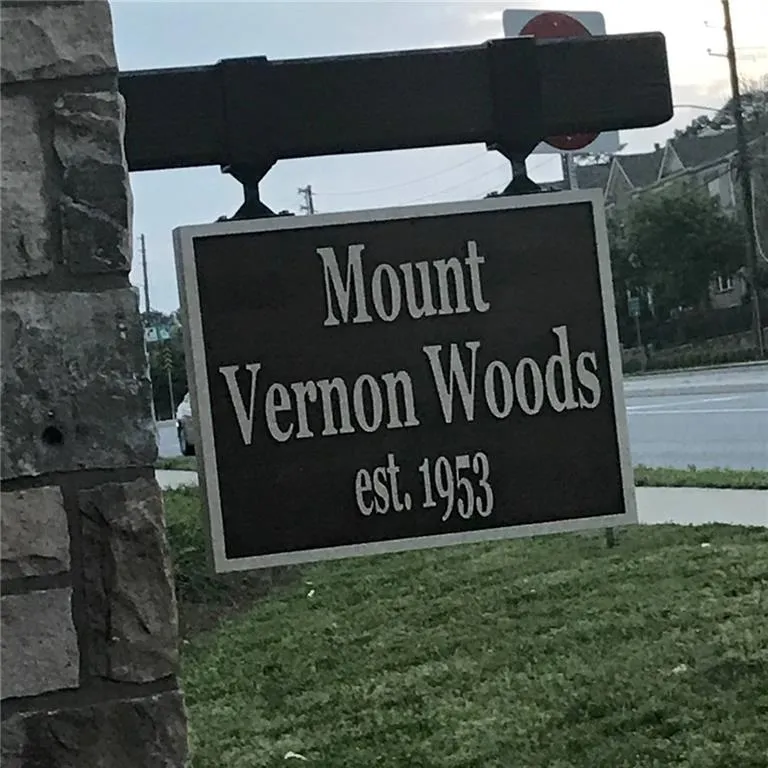 Mount
Vernon Woods
est. 1953